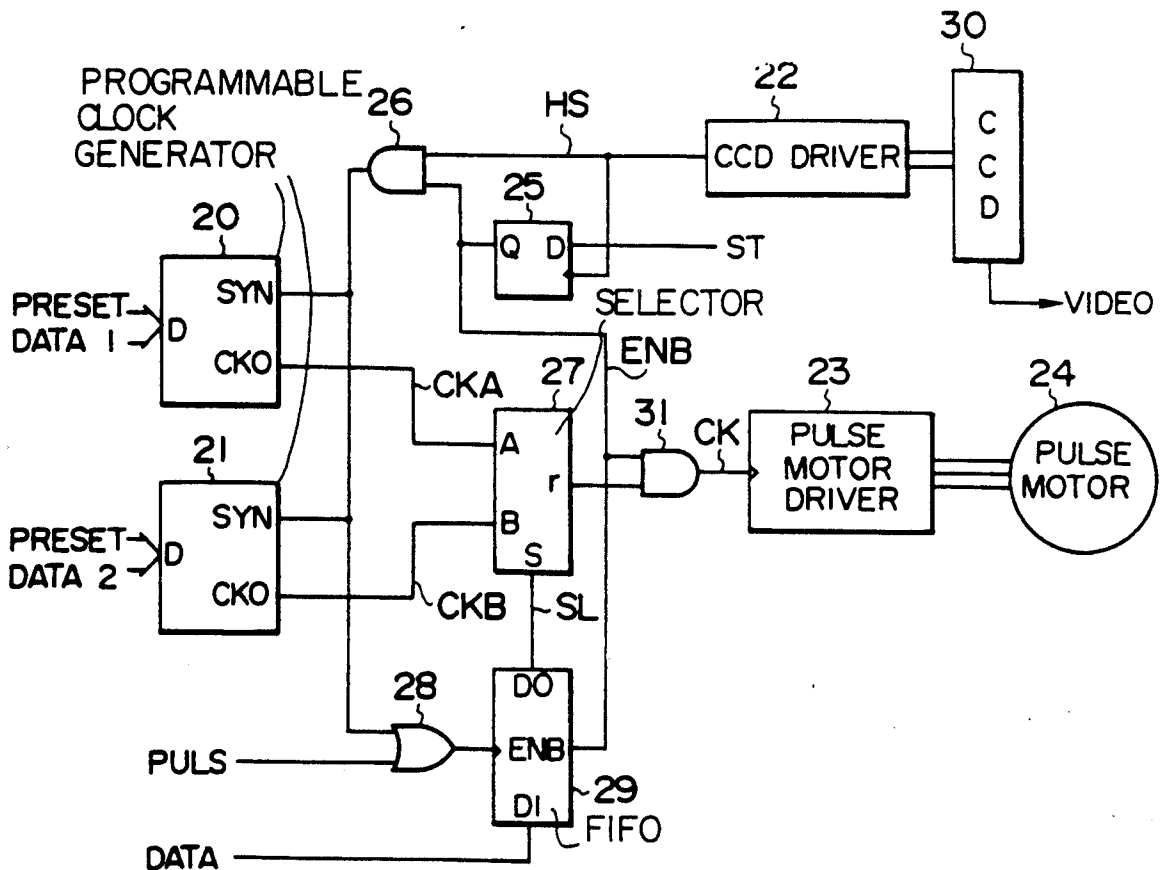 30
PROGRAMMABLE
CLOCK
GENERATOR
26
HS
22
CCD DRIVER
C
C
D
25
Q D
ST
VIDEO
20
SYN
PRESET
DATA 1
D
CKO
SELECTOR
ENB
CKA
27
A
r
B
S
31
CK
23
PULSE
MOTOR
DRIVER
24
PULSE
MOTOR
21
SYN
PRESET
DATA 2
D
CKO
CKB
SL
28
DO
ENB
DI
PULS
29
FIFO
DATA